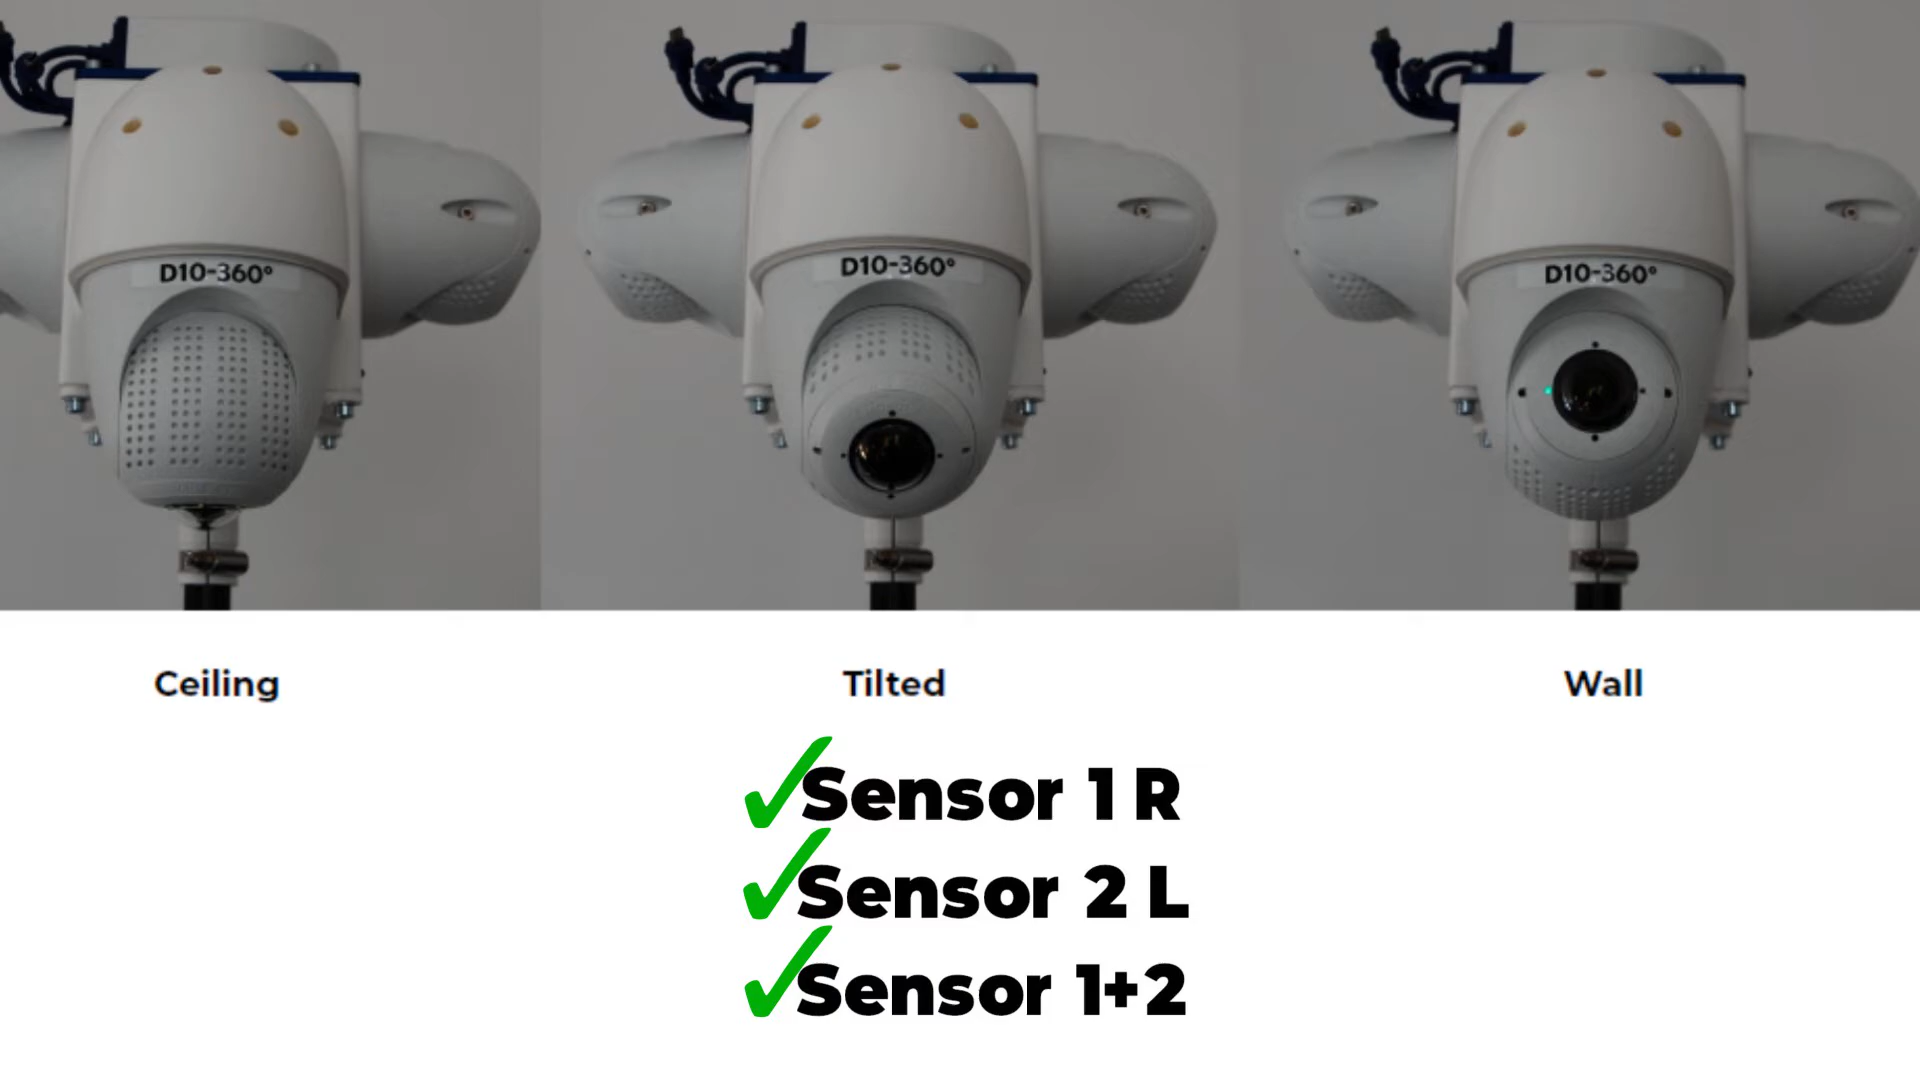 D10-360°
D10-360°
D10-360°
Ceiling
Tilted
Wall
Sensor 1 R
Sensor 2 L
Sensor 1+2